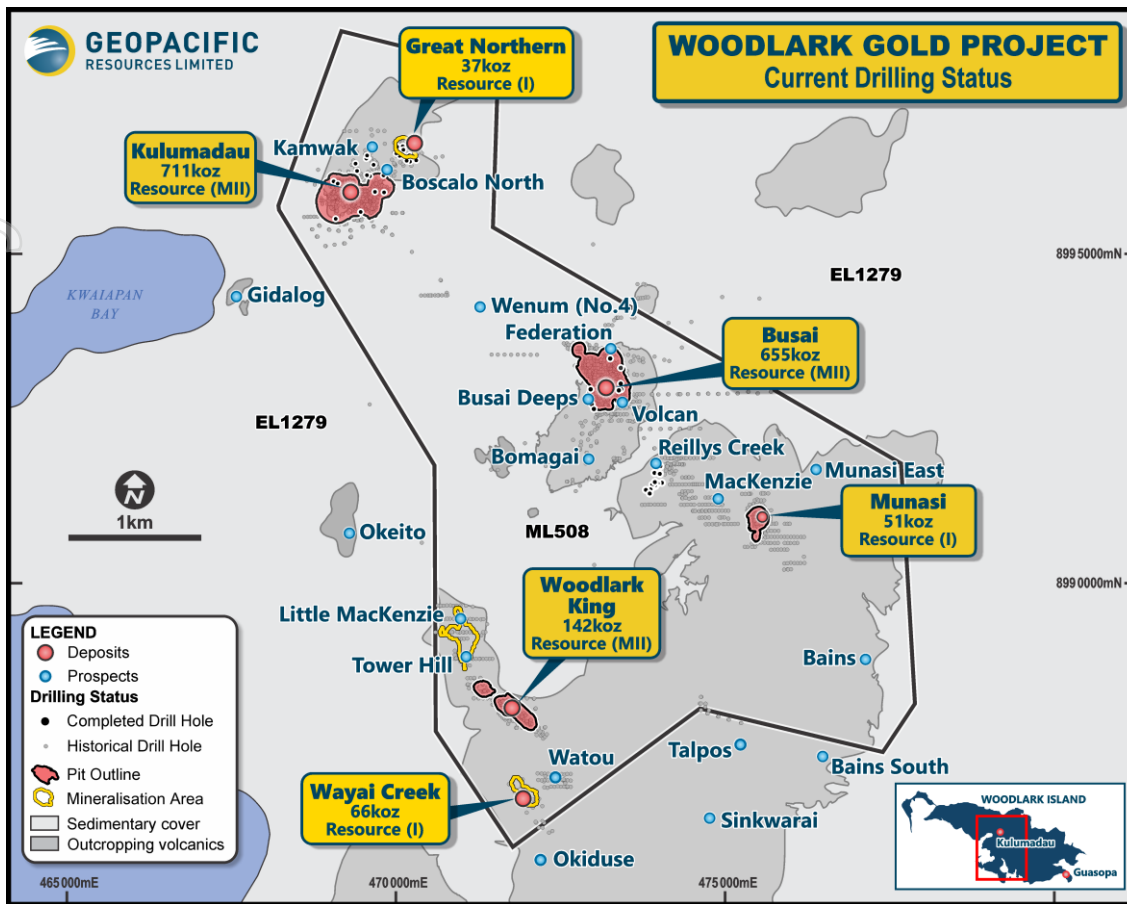 GEOPACIFIC
RESOURCES LIMITED
WOODLARK GOLD PROJECT
Current Drilling Status
Great Northern
37koz
Resource (I)
Kamwak
Kulumadau
711koz
Resource (MII)
Boscalo North
8995000mN
EL1279
KWAIAPAN
BAY
Gidalog
Wenum (No.4)
Federation
Busai
655koz
Resource (MII)
Busai Deeps
Volcan
EL1279
Bomagai
Reillys Creek
Munasi East
MacKenzie
Munasi
51koz
Resource (I)
N
1km
Okeito
ML508
8990000mN
Woodlark
King
142koz
Resource (MII)
Little MacKenzie
Tower Hill
Bains
LEGEND
Deposits
Prospects
Drilling Status
Completed Drill Hole
Historical Drill Hole
Pit Outline
Mineralisation Area
Sedimentary cover
Outcropping volcanics
Watou
Talpos
Bains South
Wayai Creek
66koz
Resource (I)
Sinkwarai
Okiduse
WOODLARK ISLAND
Kulumadau
Guasopa
465000mE
470000mE
475000mE